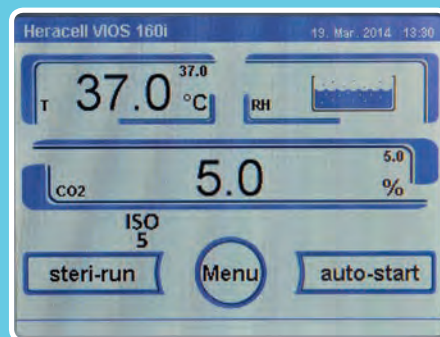 Heracell VIOS 160i 19. Mar. 2014 13:30
37.0
T 37.0 °C RH
5.0
CO2 5.0 %
ISO
5
steri-run Menu auto-start